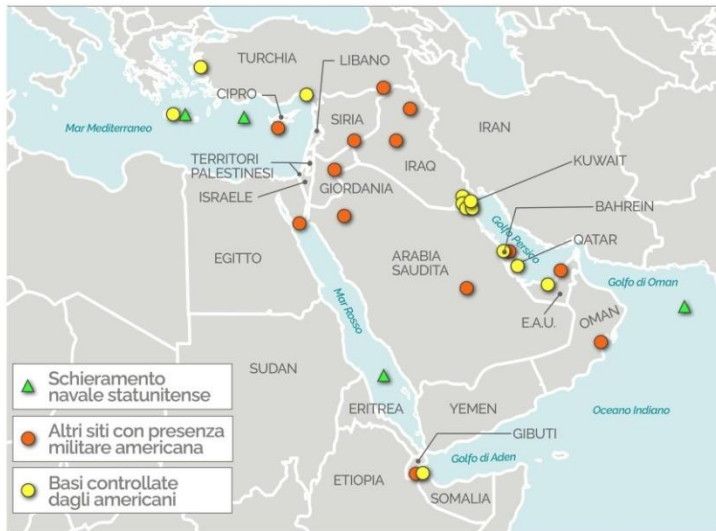 TURCHIA
LIBANO
CIPRO
SIRIA
Mar Mediterraneo
IRAN
TERRITORI
PALESTINESI
IRAQ
KUWAIT
ISRAELE
GIORDANIA
BAHREIN
Golfo Persico
QATAR
EGITTO
ARABIA
SAUDITA
Golfo di Oman
Mar Rosso
E.A.U.
OMAN
SUDAN
ERITREA
YEMEN
Oceano Indiano
GIBUTI
ETIOPIA
Golfo di Aden
SOMALIA
Schieramento
navale statunitense
Altri siti con presenza
militare americana
Basi controllate
dagli americani